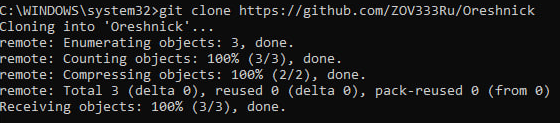 C:\WINDOWS\system32>git clone https://github.com/ZOV333Ru/Oreshnick
Cloning into 'Oreshnick'...
remote: Enumerating objects: 3, done.
remote: Counting objects: 100% (3/3), done.
remote: Compressing objects: 100% (2/2), done.
remote: Total 3 (delta 0), reused 0 (delta 0), pack-reused 0 (from 0)
Receiving objects: 100% (3/3), done.